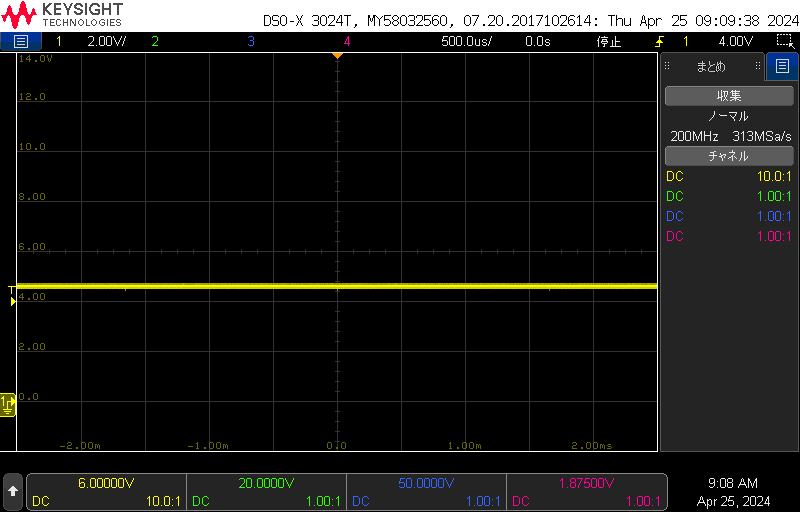 KEYSIGHT
TECHNOLOGIES
DSO-X 3024T, MY58032560, 07.20.2017102614: Thu Apr 25 09:09:38 2024
1 2.00V/ 2 3 4 500.0us/ 0.0s 停止 1 4.00V
14.0V
12.0
10.0
8.00
6.00
T
4.00
2.00
0.0
1
-2.00m -1.00m 0.0 1.00m 2.00ms
まとめ
収集
ノーマル
200MHz 313MSa/s
チャネル
DC 10.0:1
DC 1.00:1
DC 1.00:1
DC 1.00:1
6.00000V 20.0000V 50.0000V 1.87500V
DC 10.0:1 DC 1.00:1 DC 1.00:1 DC 1.00:1
9:08 AM
Apr 25, 2024